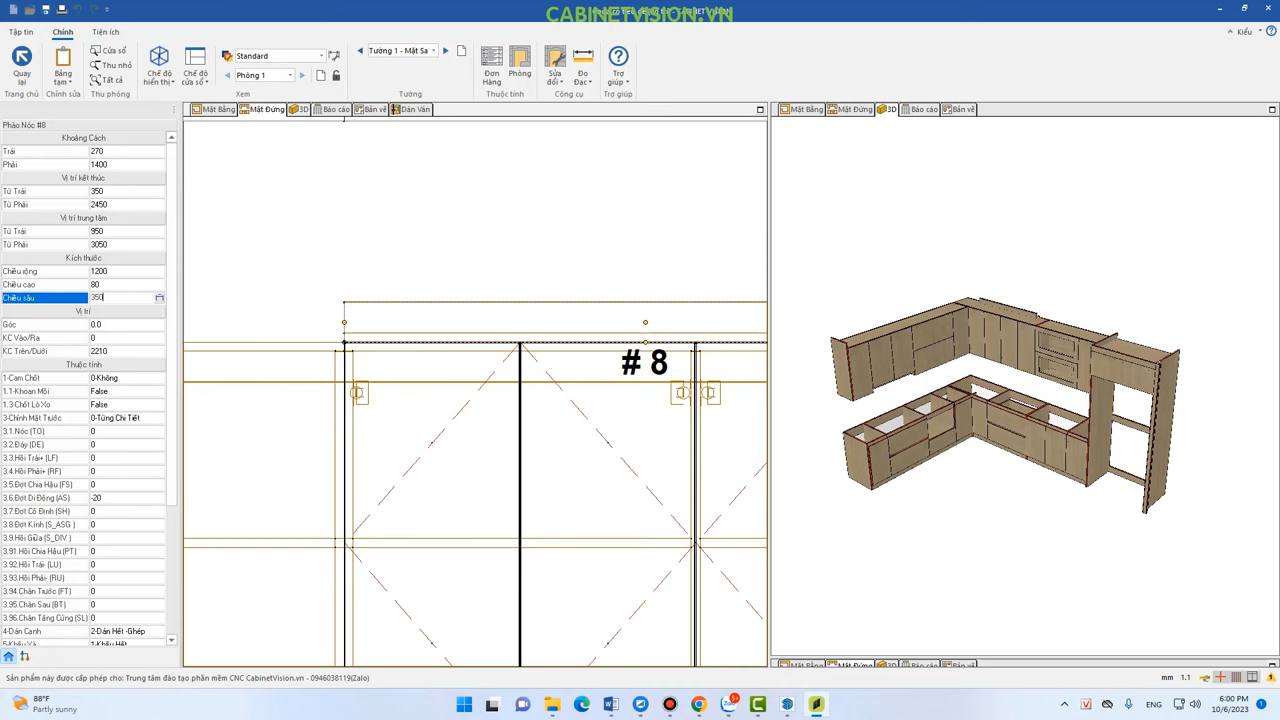 CABINETVISION.VN
Tập tin
Chính
Tiện ích
Kiểu
Quay lại
Bảng tạm
Cửa sổ
Thu nhỏ
Tất cả
Chế độ hiển thị
Chế độ cửa sổ
Standard
Phòng 1
Tường 1 - Mặt Sa
Đơn Hàng
Phòng
Sửa đổi
Đo Đạc
Trợ giúp
Trang chủ
Chỉnh sửa
Thu phóng
Xem
Tường
Thuộc tính
Công cụ
Trợ giúp
Mặt Bằng
Mặt Đứng
3D
Báo cáo
Bản vẽ
Dàn Ván
Mặt Bằng
Mặt Đứng
3D
Báo cáo
Bản vẽ
Phào Nóc #8
Khoảng Cách
Trái 270
Phải 1400
Vị trí kết thúc
Từ Trái 350
Từ Phải 2450
Vị trí trung tâm
Từ Trái 950
Từ Phải 3050
Kích thước
Chiều rộng 1200
Chiều cao 80
Chiều sâu 350
Vị trí
Góc 0.0
KC Vào/Ra 0
KC Trên/Dưới 2210
Thuộc tính
1-Cam Chốt 0-Không
1.1-Khoan Mồi False
1.3-Chốt Lò Xo False
3-Chỉnh Mặt Trước 0-Từng Chi Tiết
3.1.Nóc (TO) 0
3.2.Đáy (DE) 0
3.3.Hồi Trái+ (LF) 0
3.4.Hồi Phải+ (RF) 0
3.5.Đợt Chia Hậu (FS) 0
3.6.Đợt Di Động (AS) -20
3.7.Đợt Cố Định (SH) 0
3.8.Đợt Kính (S_ASG ) 0
3.9.Hồi Giữa (S_DIV ) 0
3.91.Hồi Chia Hậu (PT) 0
3.92.Hồi Trái- (LU) 0
3.93.Hồi Phải- (RU) 0
3.94.Chân Trước (FT) 0
3.95.Chân Sau (BT) 0
3.96.Chân Tăng Cứng (SL) 0
4-Dán Cạnh 2-Dán Hết -Ghép
# 8
Sản phẩm này được cấp phép cho: Trung tâm đào tạo phần mềm CNC CabinetVision.VN - 0946038119(Zalo)
mm 1.1
88°F
Partly sunny
Zalo
5+
ENG
6:00 PM
10/6/2023